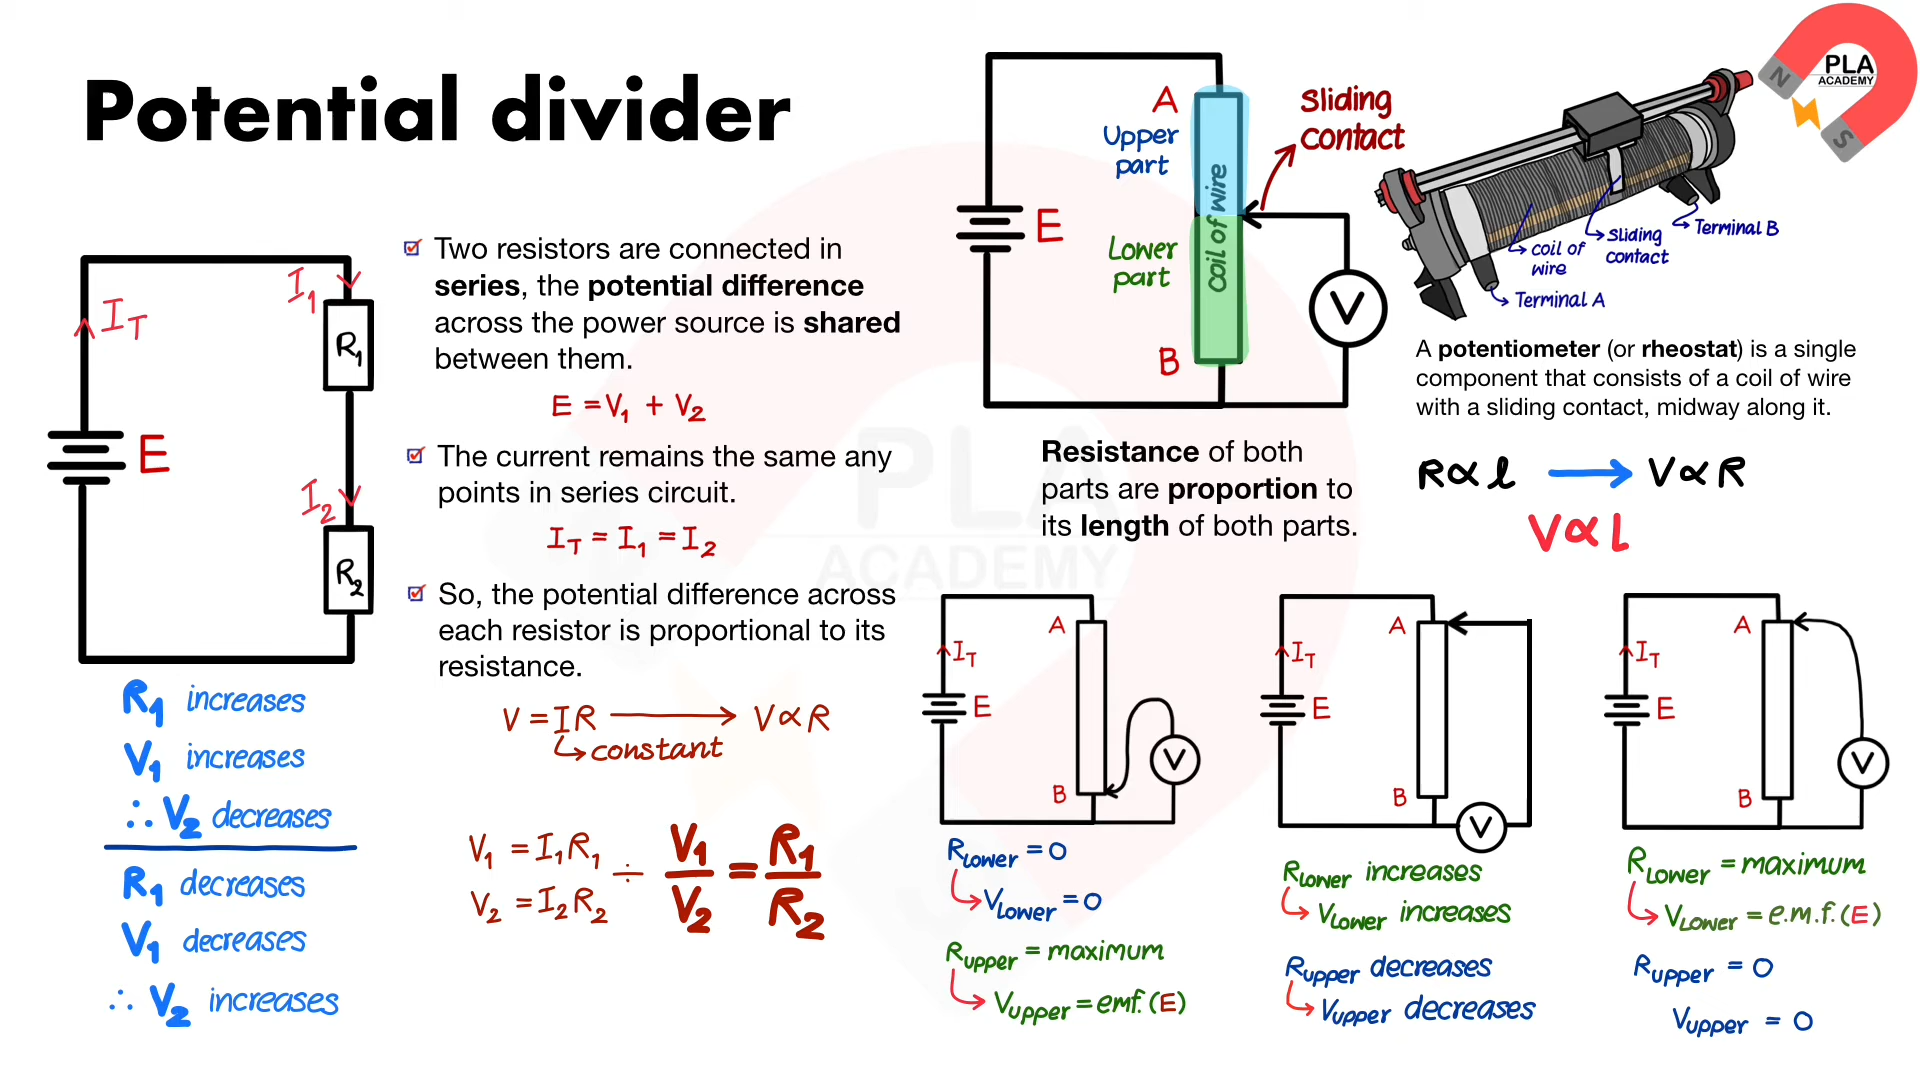 Potential divider
I_T
I_1
R_1
E
I_2
R_2
R_1 increases
V_1 increases
∴ V_2 decreases
R_1 decreases
V_1 decreases
∴ V_2 increases
Two resistors are connected in
series, the potential difference
across the power source is shared
between them.
E = V_1 + V_2
The current remains the same any
points in series circuit.
I_T = I_1 = I_2
So, the potential difference across
each resistor is proportional to its
resistance.
V = IR → V ∝ R
constant
V_1 = I_1 R_1
V_2 = I_2 R_2
÷
V_1/V_2 = R_1/R_2
A
Upper
part
E
Lower
part
B
coil of wire
Sliding
contact
V
coil of
wire
Sliding
contact
Terminal B
Terminal A
N
S
PLA
ACADEMY
A potentiometer (or rheostat) is a single
component that consists of a coil of wire
with a sliding contact, midway along it.
Resistance of both
parts are proportion to
its length of both parts.
R ∝ l → V ∝ R
V ∝ L
PLA
ACADEMY
A
I_T
E
B
V
R_Lower = 0
V_Lower = 0
R_upper = maximum
V_upper = emf. (E)
A
I_T
E
B
V
R_Lower increases
V_Lower increases
R_upper decreases
V_upper decreases
A
I_T
E
B
V
R_Lower = maximum
V_Lower = e.m.f. (E)
R_upper = 0
V_upper = 0